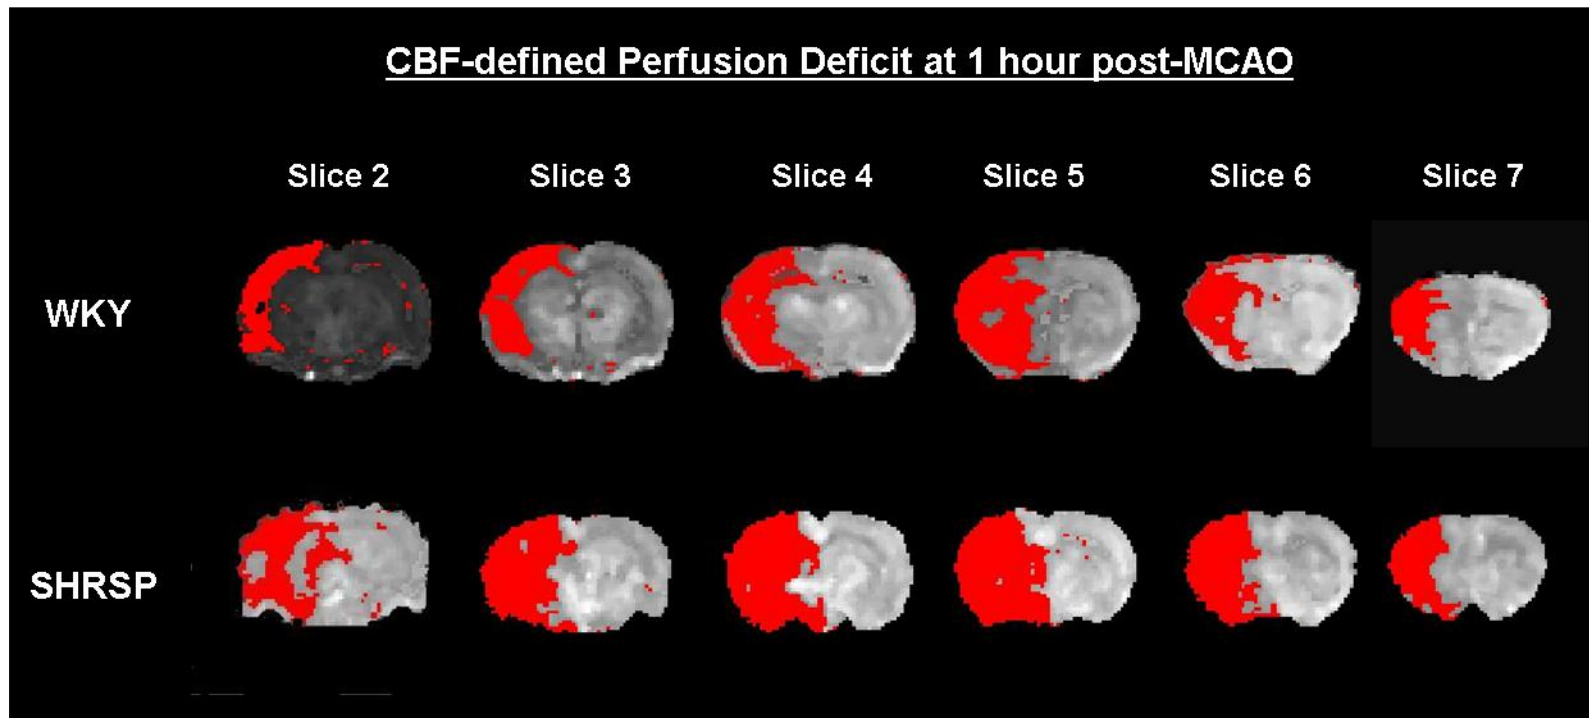 CBF-defined Perfusion Deficit at 1 hour post-MCAO
Slice 2 Slice 3 Slice 4 Slice 5 Slice 6 Slice 7
WKY
SHRSP